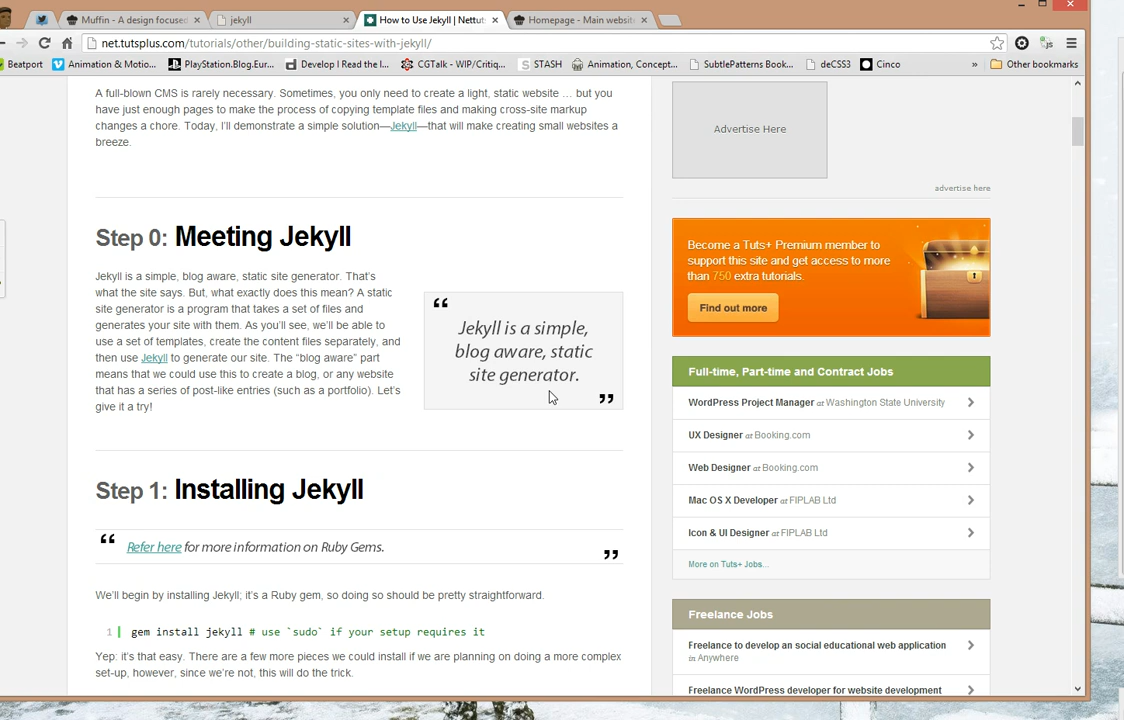 Muffin - A design focused
jekyll
How to Use Jekyll | Nettuts
Homepage - Main website
net.tutsplus.com/tutorials/other/building-static-sites-with-jekyll/
Beatport
Animation & Motio...
PlayStation.Blog.Eur...
Develop I Read the I...
CGTalk - WIP/Critiq...
STASH
Animation, Concept...
SubtlePatterns Book...
deCSS3
Cinco
»
Other bookmarks
A full-blown CMS is rarely necessary. Sometimes, you only need to create a light, static website … but you
have just enough pages to make the process of copying template files and making cross-site markup
changes a chore. Today, I'll demonstrate a simple solution—Jekyll—that will make creating small websites a
breeze.
Step 0: Meeting Jekyll
Jekyll is a simple, blog aware, static site generator. That's
what the site says. But, what exactly does this mean? A static
site generator is a program that takes a set of files and
generates your site with them. As you'll see, we'll be able to
use a set of templates, create the content files separately, and
then use Jekyll to generate our site. The "blog aware" part
means that we could use this to create a blog, or any website
that has a series of post-like entries (such as a portfolio). Let's
give it a try!
“ Jekyll is a simple,
blog aware, static
site generator. ”
Step 1: Installing Jekyll
“ Refer here for more information on Ruby Gems. ”
We'll begin by installing Jekyll; it's a Ruby gem, so doing so should be pretty straightforward.
1 gem install jekyll # use `sudo` if your setup requires it
Yep: it's that easy. There are a few more pieces we could install if we are planning on doing a more complex
set-up, however, since we're not, this will do the trick.
Advertise Here
advertise here
Become a Tuts+ Premium member to
support this site and get access to more
than 750 extra tutorials.
Find out more
Full-time, Part-time and Contract Jobs
WordPress Project Manager at Washington State University
UX Designer at Booking.com
Web Designer at Booking.com
Mac OS X Developer at FIPLAB Ltd
Icon & UI Designer at FIPLAB Ltd
More on Tuts+ Jobs...
Freelance Jobs
Freelance to develop an social educational web application
in Anywhere
Freelance WordPress developer for website development